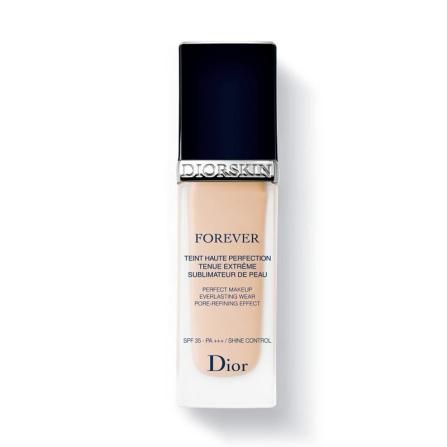 DIORSKIN
FOREVER
TEINT HAUTE PERFECTION
TENUE EXTRÊME
SUBLIMATEUR DE PEAU
PERFECT MAKEUP
EVERLASTING WEAR
PORE-REFINING EFFECT
SPF 35 - PA +++ / SHINE CONTROL
Dior